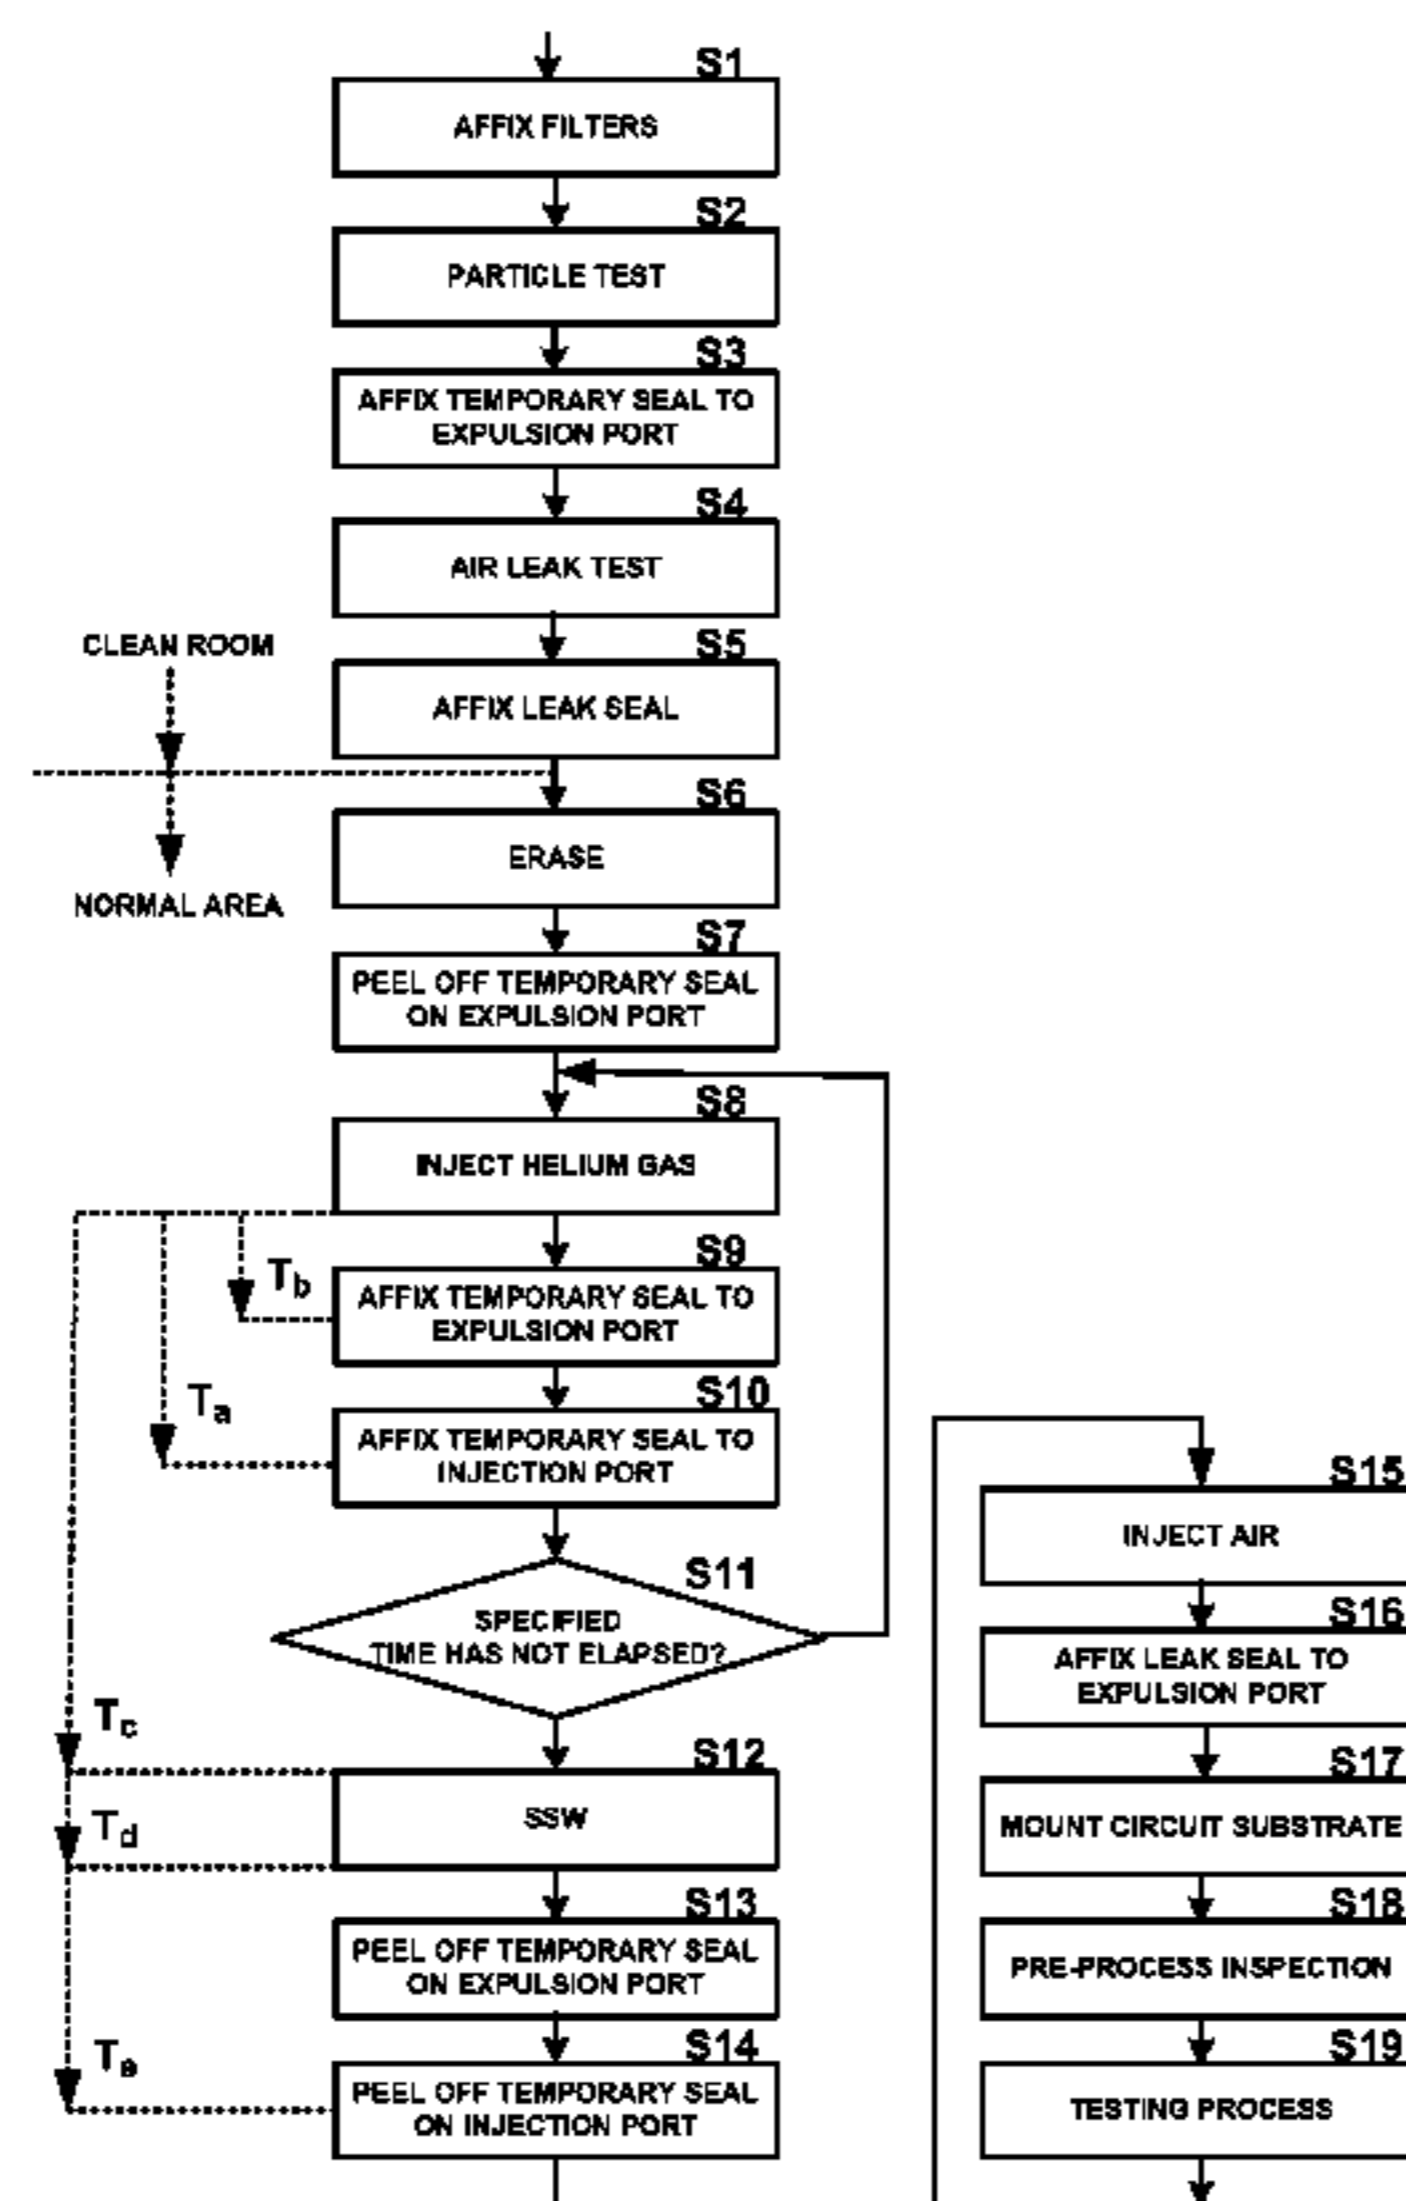 S1
AFFIX FILTERS
S2
PARTICLE TEST
S3
AFFIX TEMPORARY SEAL TO
EXPULSION PORT
S4
AIR LEAK TEST
CLEAN ROOM
S5
AFFIX LEAK SEAL
S6
ERASE
NORMAL AREA
S7
PEEL OFF TEMPORARY SEAL
ON EXPULSION PORT
S8
INJECT HELIUM GAS
S9
Tb
AFFIX TEMPORARY SEAL TO
EXPULSION PORT
S10
Ta
AFFIX TEMPORARY SEAL TO
INJECTION PORT
S11
SPECIFIED
TIME HAS NOT ELAPSED?
Tc
S12
SSW
Td
S13
PEEL OFF TEMPORARY SEAL
ON EXPULSION PORT
S14
Te
PEEL OFF TEMPORARY SEAL
ON INJECTION PORT
S15
INJECT AIR
S16
AFFIX LEAK SEAL TO
EXPULSION PORT
S17
MOUNT CIRCUIT SUBSTRATE
S18
PRE-PROCESS INSPECTION
S19
TESTING PROCESS